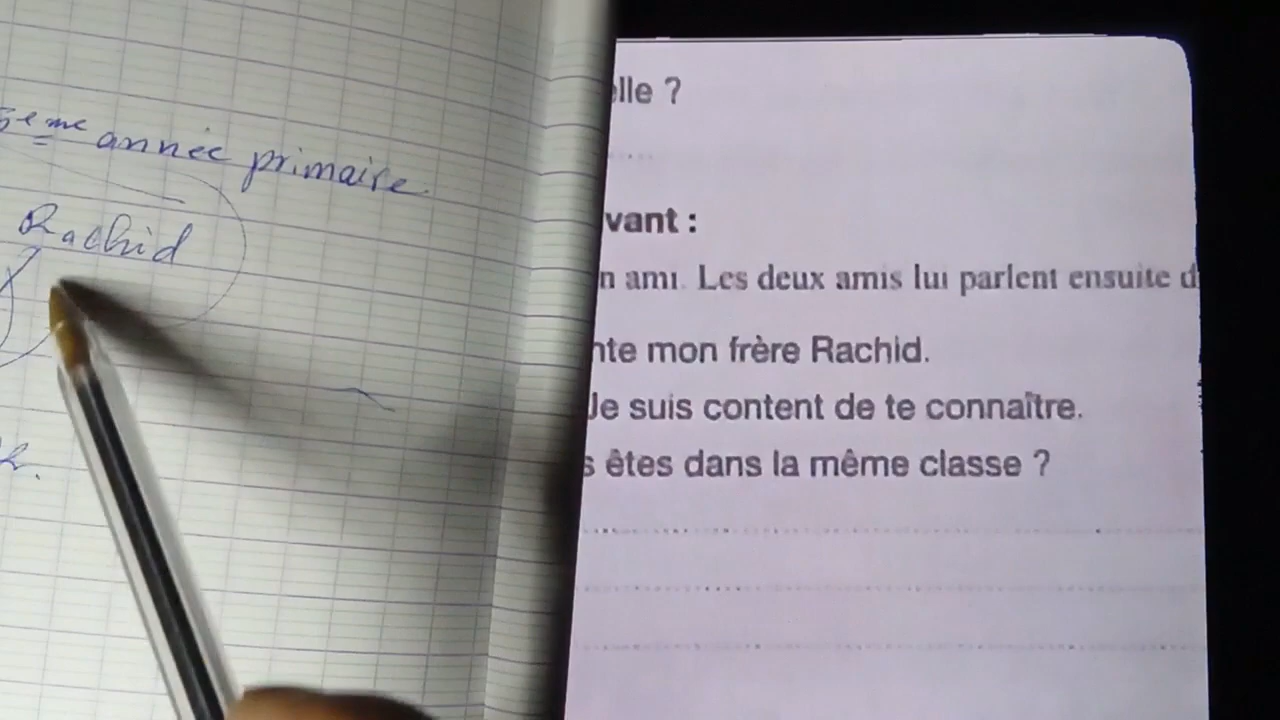 5eme année primaire
Rachid
elle ?
vant :
n ami. Les deux amis lui parlent ensuite d
nte mon frère Rachid.
Je suis content de te connaître.
s êtes dans la même classe ?